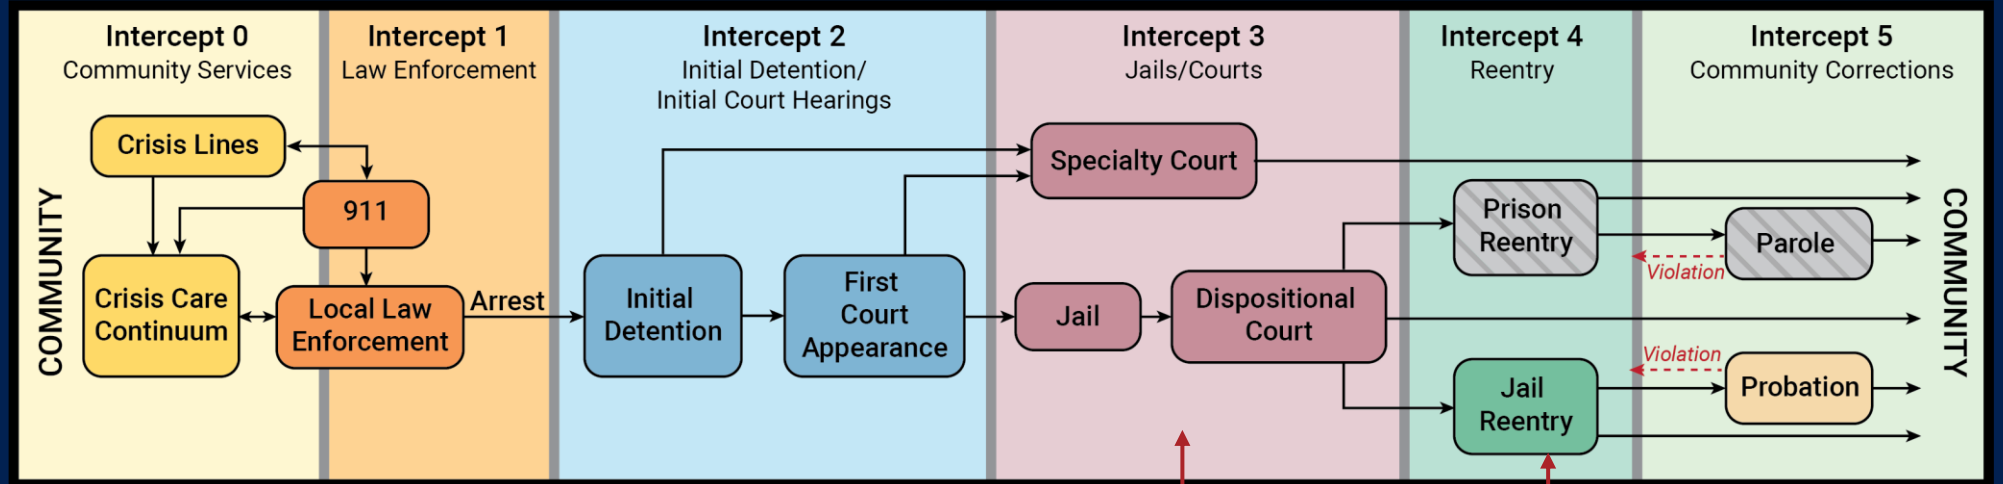 Intercept 0
Community Services
Intercept 1
Law Enforcement
Intercept 2
Initial Detention/
Initial Court Hearings
Intercept 3
Jails/Courts
Intercept 4
Reentry
Intercept 5
Community Corrections
COMMUNITY
Crisis Lines
911
Crisis Care
Continuum
Local Law
Enforcement
Arrest
Initial
Detention
First
Court
Appearance
Specialty Court
Jail
Dispositional
Court
Prison
Reentry
Jail
Reentry
Parole
Violation
Violation
Probation
COMMUNITY